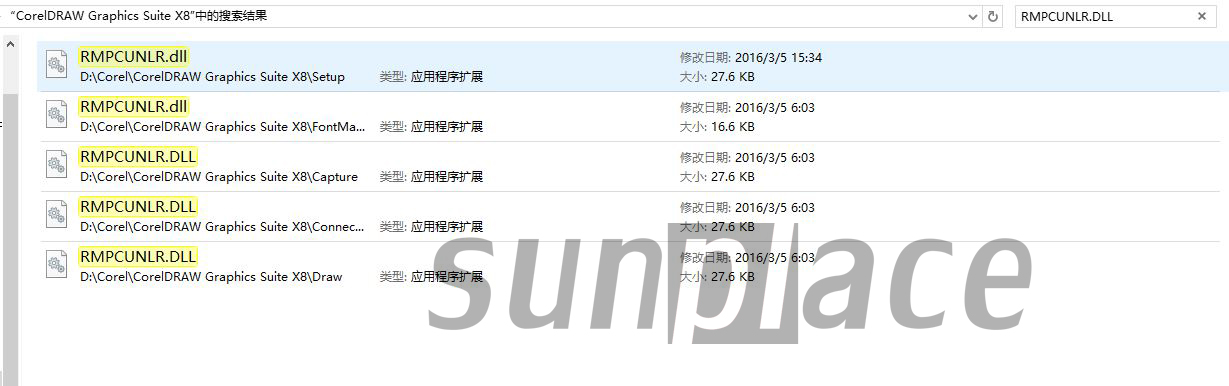 “CorelDRAW Graphics Suite X8”中的搜索结果
RMPCUNLR.DLL
RMPCUNLR.dll
修改日期: 2016/3/5 15:34
D:\Corel\CorelDRAW Graphics Suite X8\Setup 类型: 应用程序扩展 大小: 27.6 KB
RMPCUNLR.dll
修改日期: 2016/3/5 6:03
D:\Corel\CorelDRAW Graphics Suite X8\FontMa... 类型: 应用程序扩展 大小: 16.6 KB
RMPCUNLR.DLL
修改日期: 2016/3/5 6:03
D:\Corel\CorelDRAW Graphics Suite X8\Capture 类型: 应用程序扩展 大小: 27.6 KB
RMPCUNLR.DLL
修改日期: 2016/3/5 6:03
D:\Corel\CorelDRAW Graphics Suite X8\Connec... 类型: 应用程序扩展 大小: 27.6 KB
RMPCUNLR.DLL
修改日期: 2016/3/5 6:03
D:\Corel\CorelDRAW Graphics Suite X8\Draw 类型: 应用程序扩展 大小: 27.6 KB
sunplace